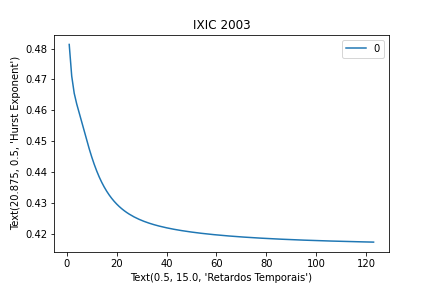 IXIC 2003
0
0.48
0.47
0.46
0.45
0.44
0.43
0.42
Text(20.875, 0.5, 'Hurst Exponent')
0 20 40 60 80 100 120
Text(0.5, 15.0, 'Retardos Temporais')